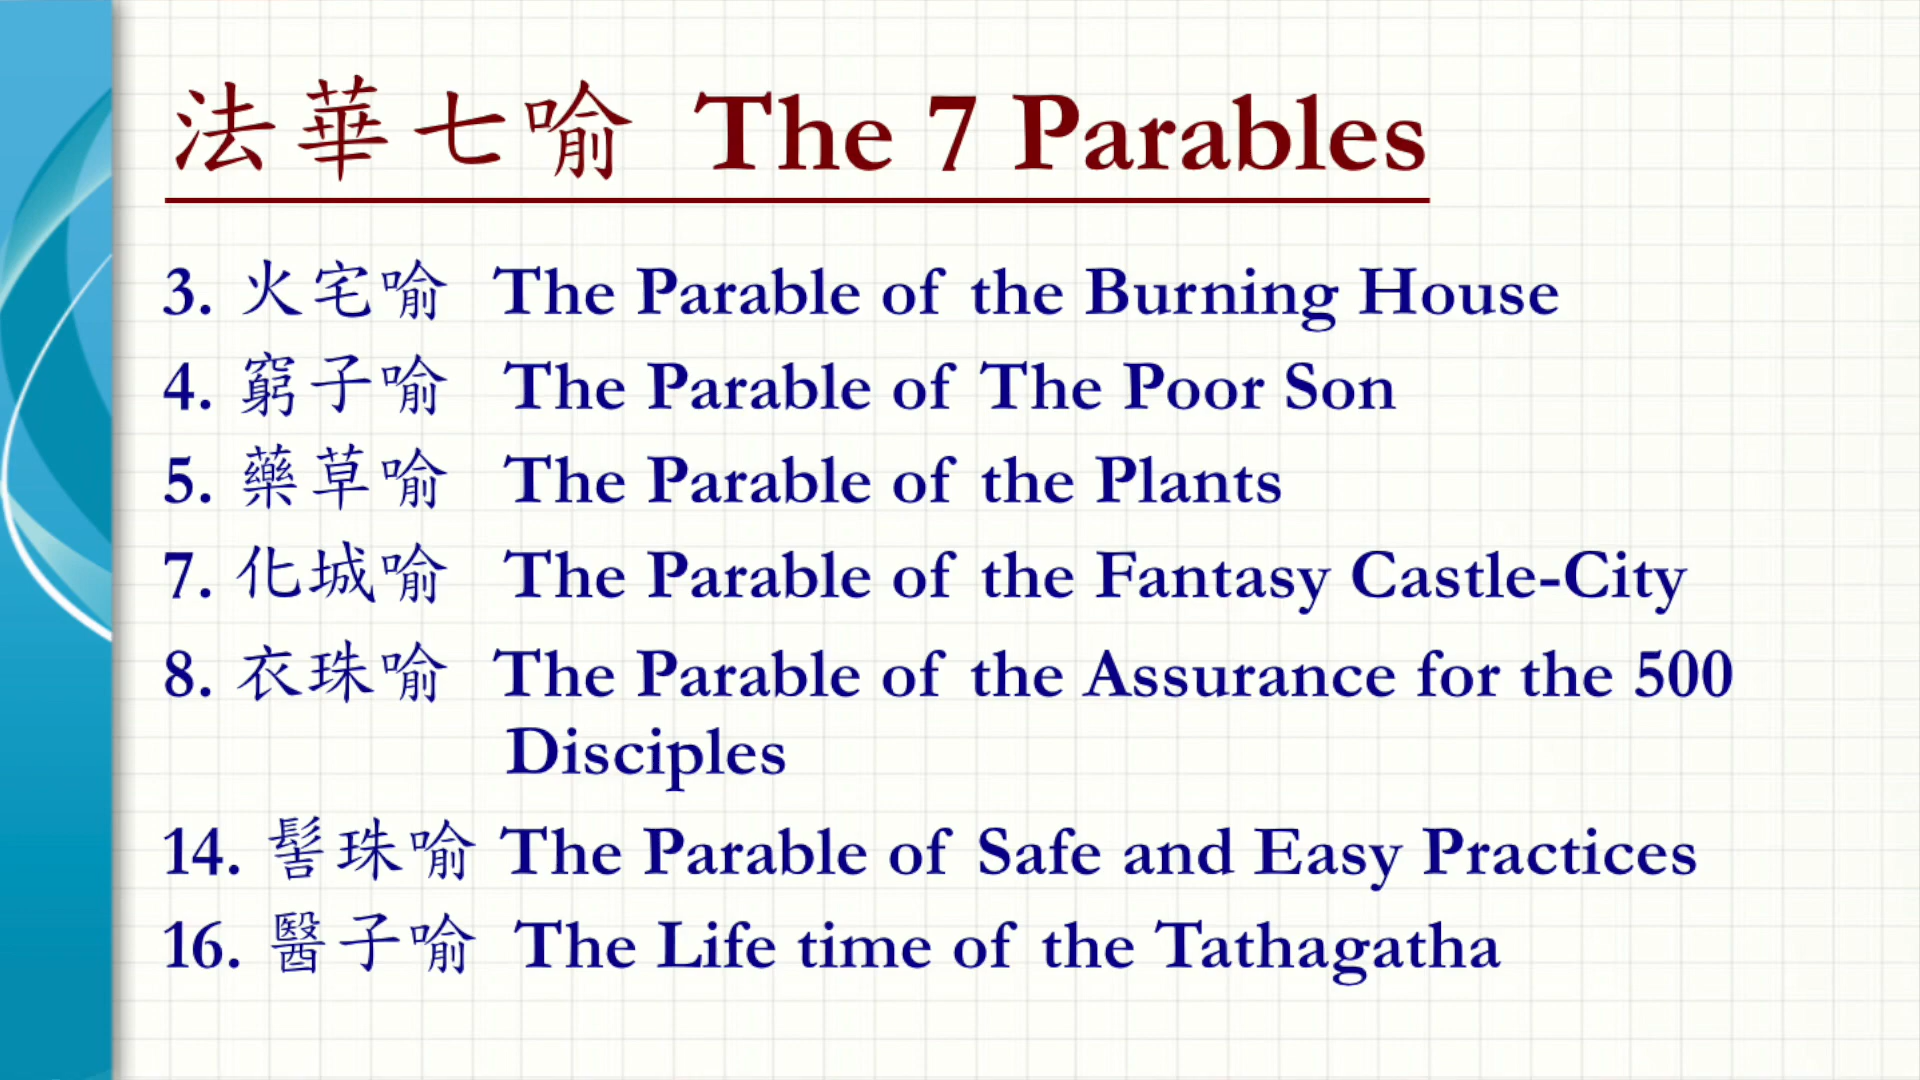 法華七喻 The 7 Parables
3. 火宅喻 The Parable of the Burning House
4. 窮子喻 The Parable of The Poor Son
5. 藥草喻 The Parable of the Plants
7. 化城喻 The Parable of the Fantasy Castle-City
8. 衣珠喻 The Parable of the Assurance for the 500
Disciples
14. 髻珠喻 The Parable of Safe and Easy Practices
16. 醫子喻 The Life time of the Tathagatha